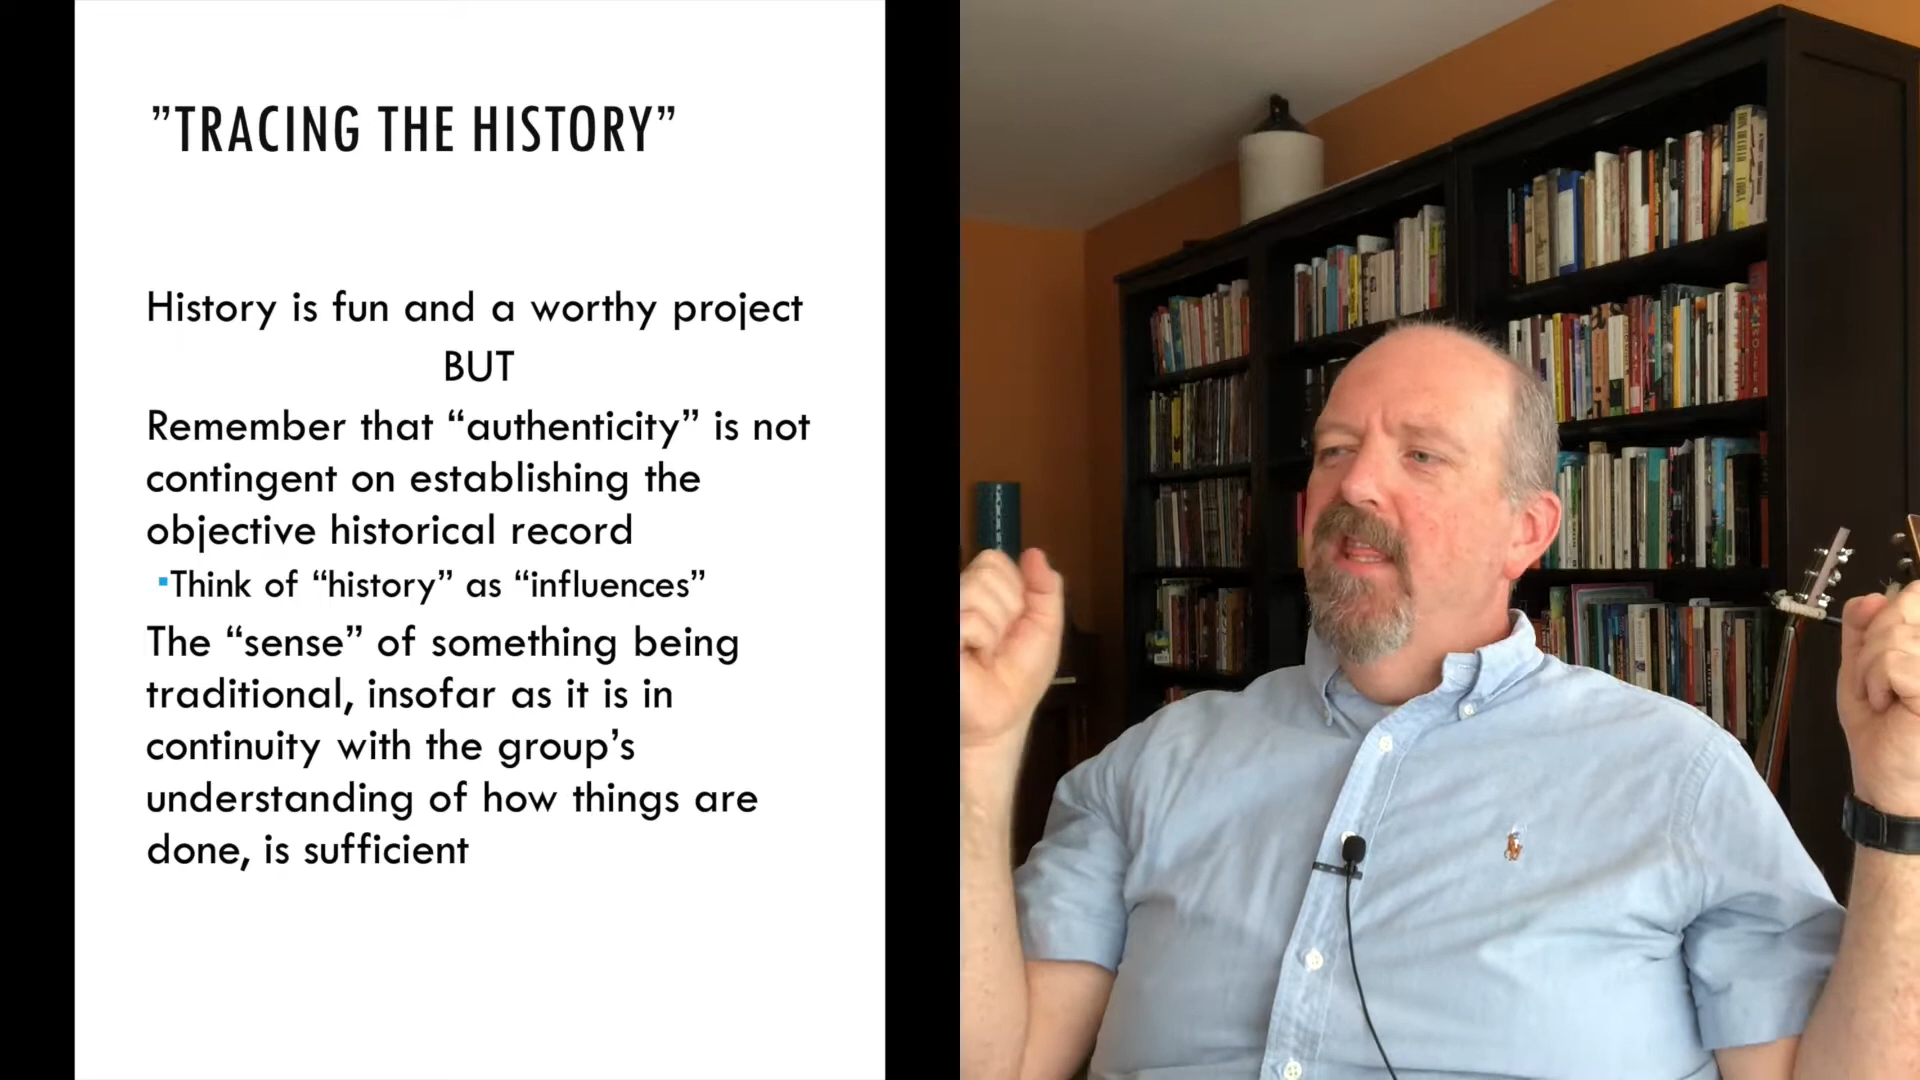 ”TRACING THE HISTORY”
History is fun and a worthy project
BUT
Remember that “authenticity” is not
contingent on establishing the
objective historical record
▪Think of “history” as “influences”
The “sense” of something being
traditional, insofar as it is in
continuity with the group’s
understanding of how things are
done, is sufficient